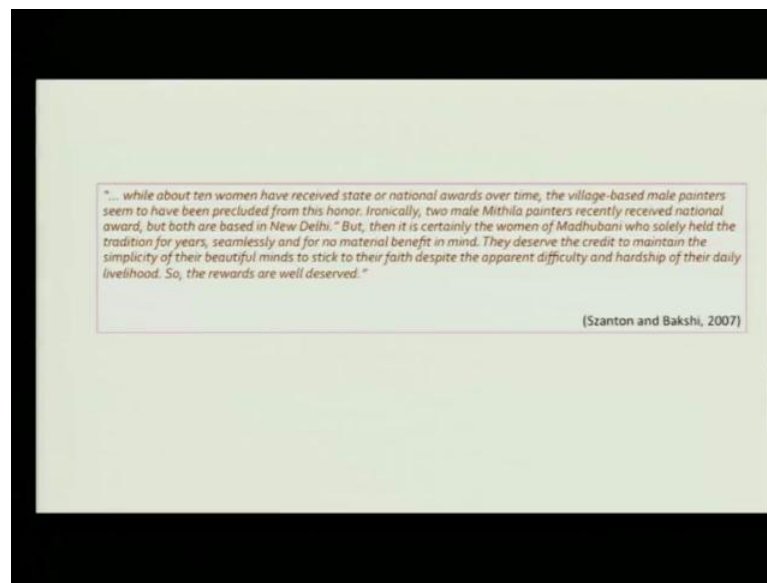 "... while about ten women have received state or national awards over time, the village-based male painters
seem to have been precluded from this honor. Ironically, two male Mithila painters recently received national
award, but both are based in New Delhi." But, then it is certainly the women of Madhubani who solely held the
tradition for years, seamlessly and for no material benefit in mind. They deserve the credit to maintain the
simplicity of their beautiful minds to stick to their faith despite the apparent difficulty and hardship of their daily
livelihood. So, the rewards are well deserved."
(Szanton and Bakshi, 2007)